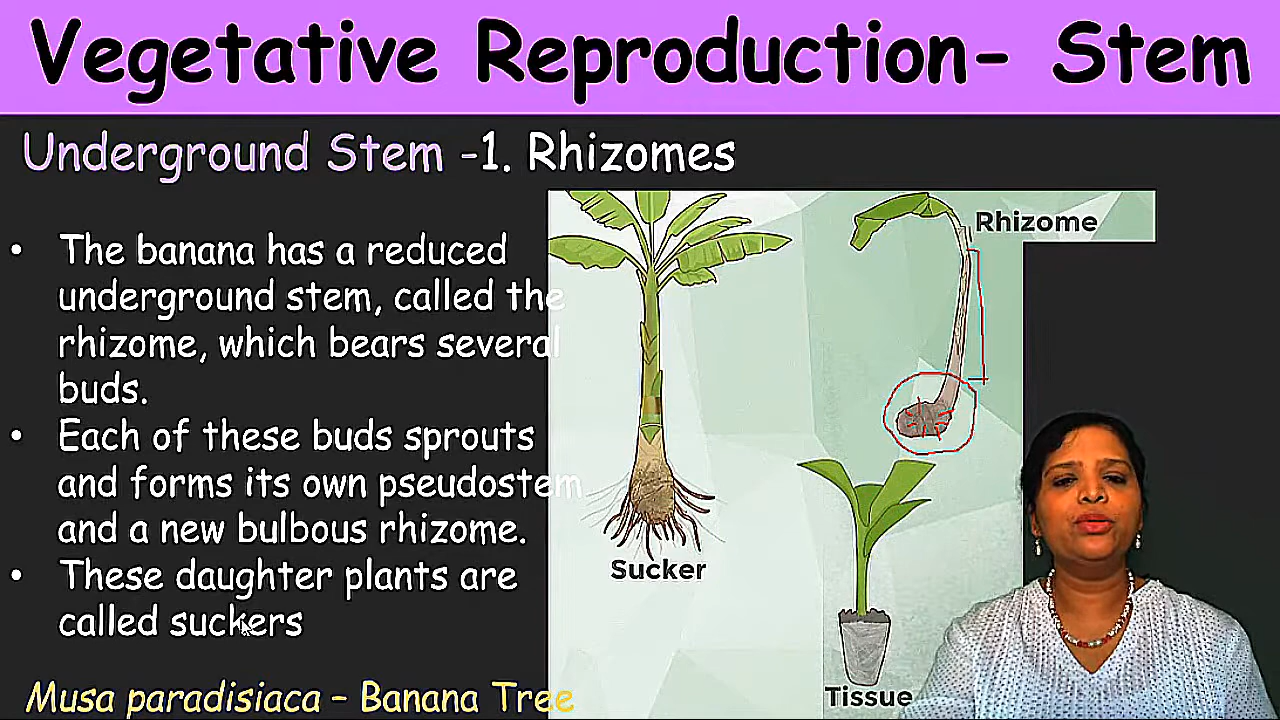 Vegetative Reproduction- Stem
Underground Stem -1. Rhizomes
• The banana has a reduced
underground stem, called the
rhizome, which bears several
buds.
• Each of these buds sprouts
and forms its own pseudostem
and a new bulbous rhizome.
• These daughter plants are
called suckers
Musa paradisiaca – Banana Tree
Rhizome
Sucker
Tissue